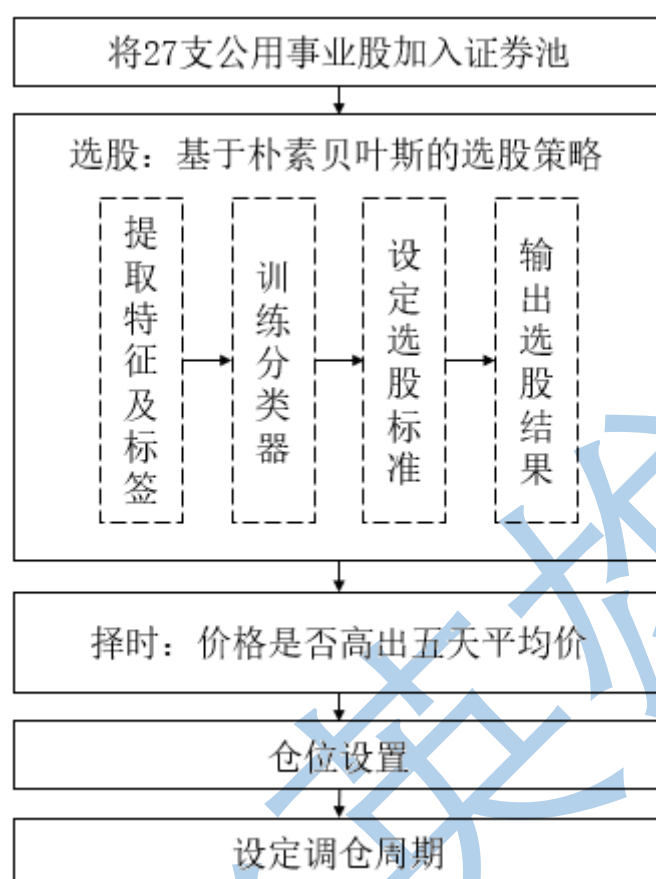 将27支公用事业股加入证券池
选股：基于朴素贝叶斯的选股策略
提取特征及标签
训练分类器
设定选股标准
输出选股结果
择时：价格是否高出五天平均价
仓位设置
设定调仓周期
英